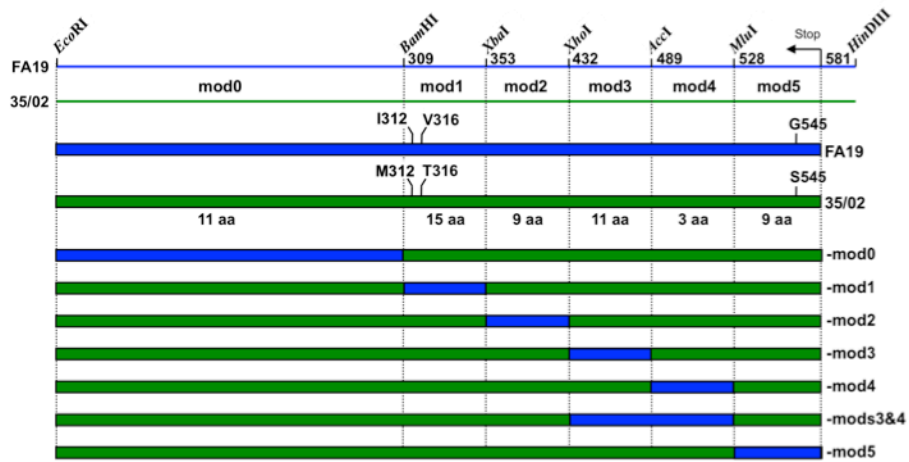 EcoRI BamHI XbaI XhoI AccI MluI Stop HinDIII
FA19 309 353 432 489 528 581
mod0 mod1 mod2 mod3 mod4 mod5
35/02
I312 V316 G545
FA19
M312 T316 S545
35/02
11 aa 15 aa 9 aa 11 aa 3 aa 9 aa
-mod0
-mod1
-mod2
-mod3
-mod4
-mods3&4
-mod5